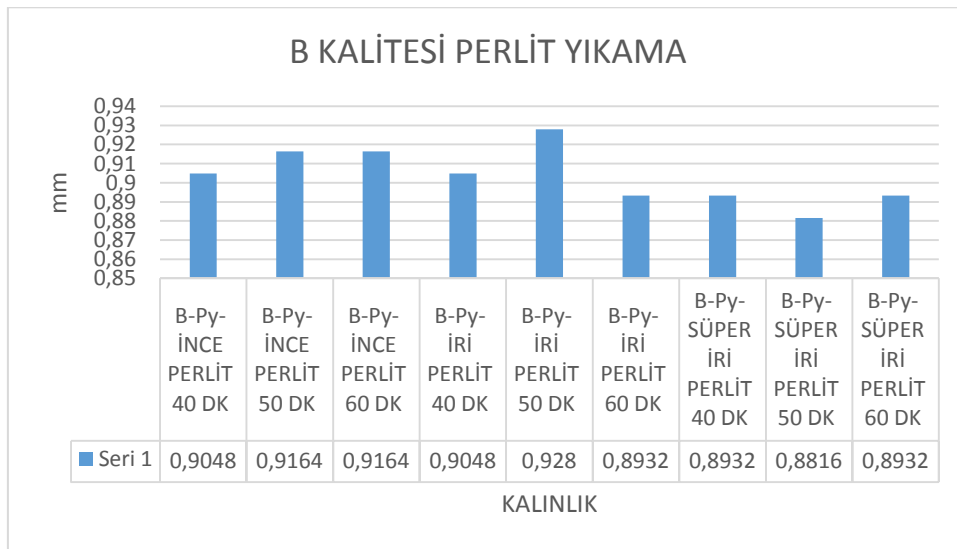 B KALİTESİ PERLİT YIKAMA
mm
0,94
0,93
0,92
0,91
0,9
0,89
0,88
0,87
0,86
0,85
B-Py-
İNCE
PERLİT
40 DK
B-Py-
İNCE
PERLİT
50 DK
B-Py-
İNCE
PERLİT
60 DK
B-Py-
İRİ
PERLİT
40 DK
B-Py-
İRİ
PERLİT
50 DK
B-Py-
İRİ
PERLİT
60 DK
B-Py-
SÜPER
İRİ
PERLİT
40 DK
B-Py-
SÜPER
İRİ
PERLİT
50 DK
B-Py-
SÜPER
İRİ
PERLİT
60 DK
Seri 1 0,9048 0,9164 0,9164 0,9048 0,928 0,8932 0,8932 0,8816 0,8932
KALINLIK